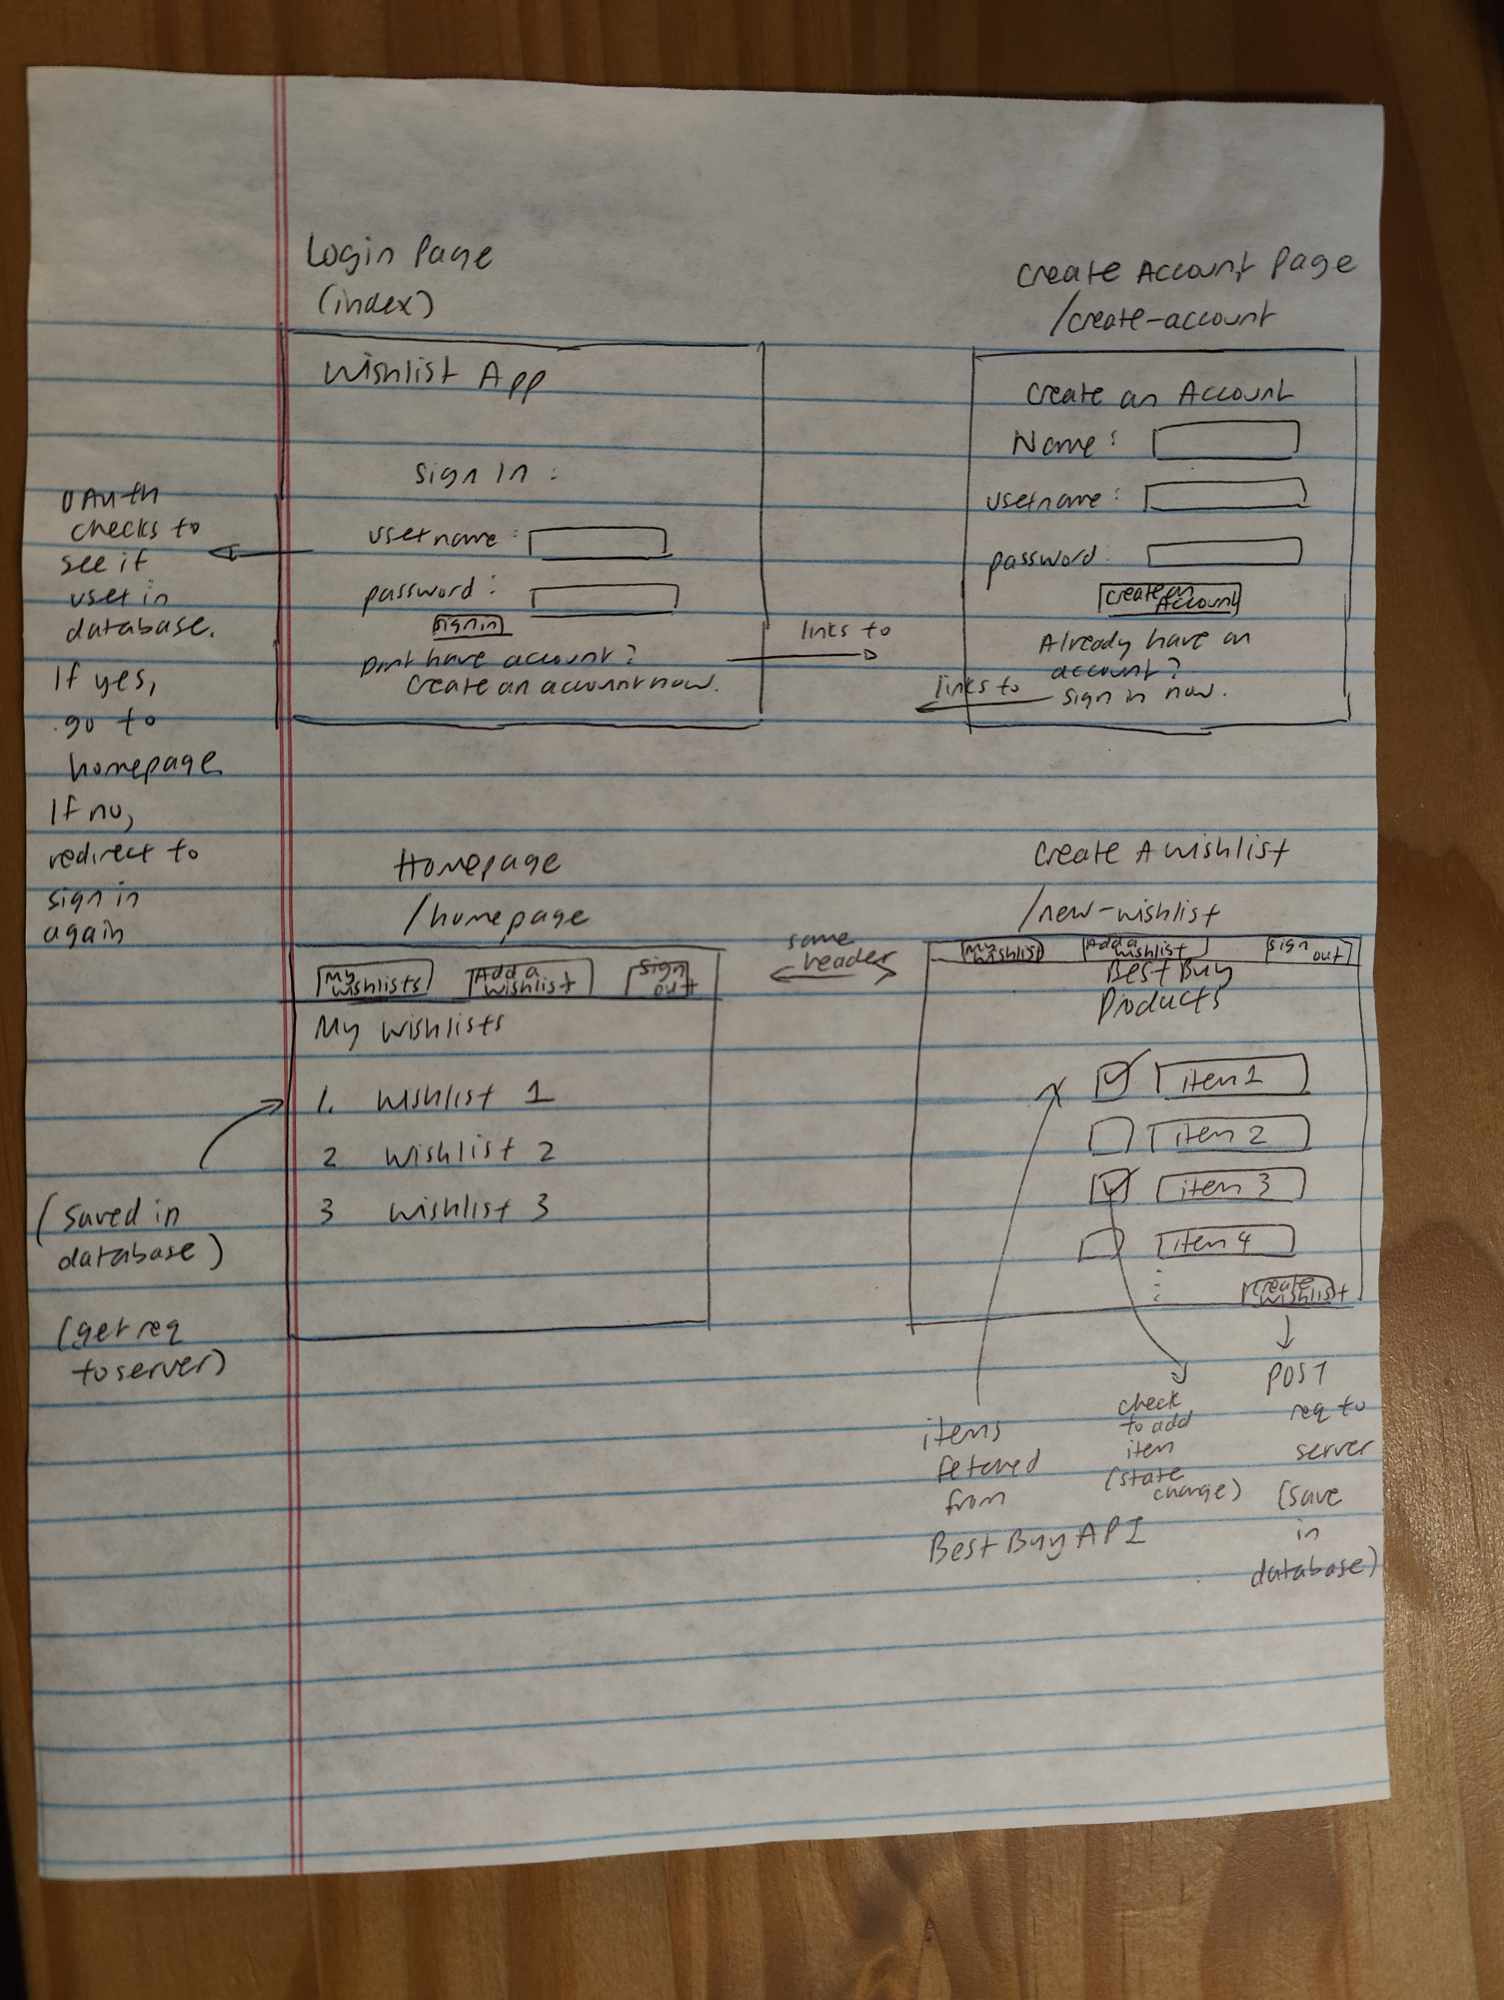 Login Page
(index)
Wishlist App
Sign In :
username :
password :
Sign in
Dont have account?
Create an account now.
links to
Create Account Page
/create-account
Create an Account
Name :
username :
password :
Create an
Account
Already have an
account?
sign in now.
links to
OAuth
checks to
see if
user in
database.
If yes,
go to
homepage
If no,
redirect to
sign in
again
Homepage
/homepage
My
wishlists
Add a
wishlist
Sign
out
My Wishlists
1. Wishlist 1
2 Wishlist 2
3 Wishlist 3
(saved in
database)
(get req
to server)
same
header
Create A wishlist
/new-wishlist
My
wishlist
Add a
wishlist
sign out
Best Buy
Products
item 1
item 2
item 3
item 4
Create
wishlist
items
fetched
from
Best Buy API
check
to add
item
(state
change)
POST
req to
server
(save
in
database)